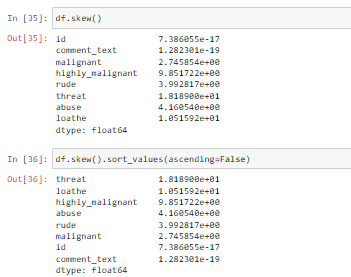 In [35]: df.skew()
Out[35]: id 7.386055e-17
comment_text 1.282301e-19
malignant 2.745854e+00
highly_malignant 9.851722e+00
rude 3.992817e+00
threat 1.818900e+01
abuse 4.160540e+00
loathe 1.051592e+01
dtype: float64
In [36]: df.skew().sort_values(ascending=False)
Out[36]: threat 1.818900e+01
loathe 1.051592e+01
highly_malignant 9.851722e+00
abuse 4.160540e+00
rude 3.992817e+00
malignant 2.745854e+00
id 7.386055e-17
comment_text 1.282301e-19
dtype: float64